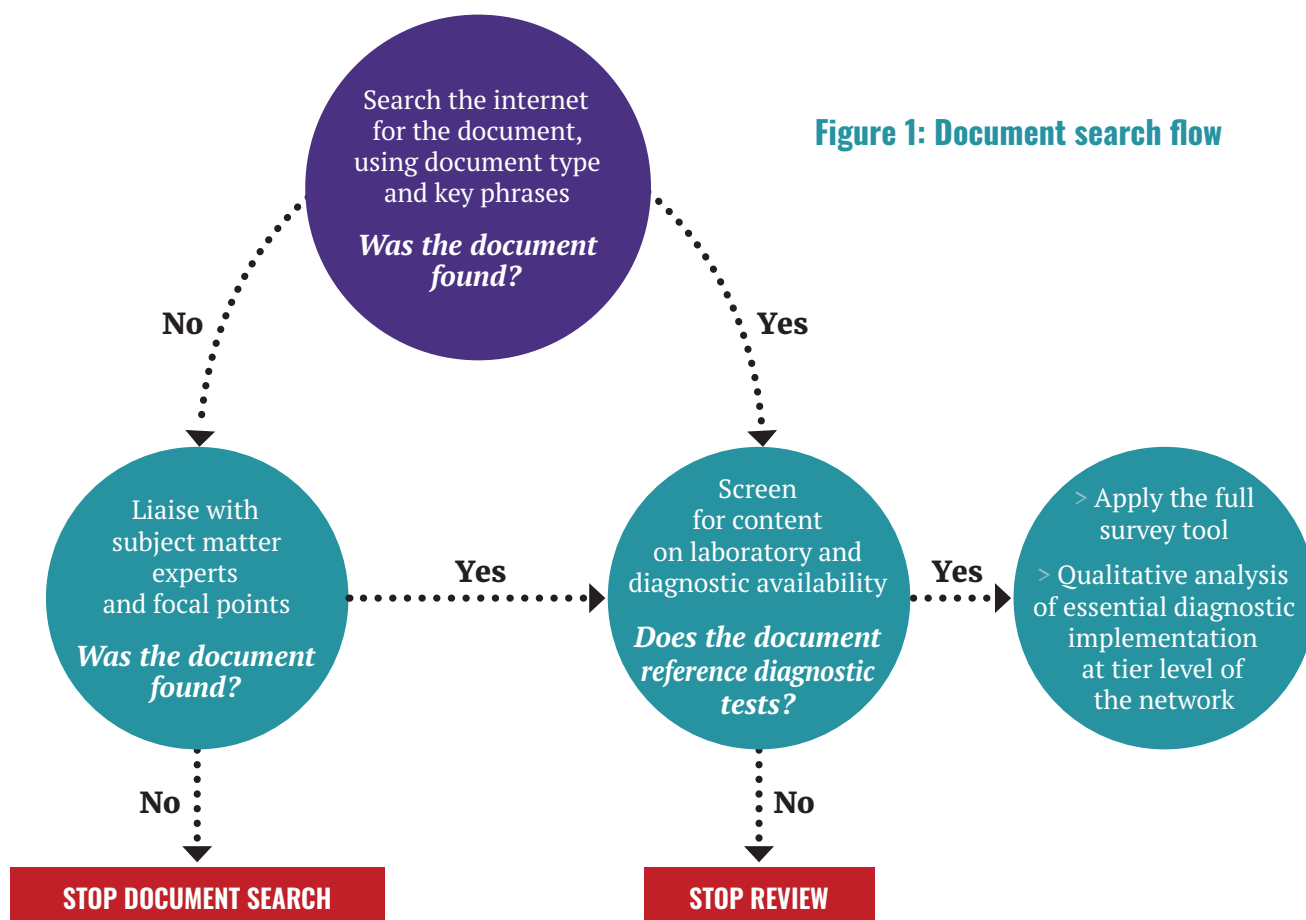 Search the internet
for the document,
using document type
and key phrases
Was the document
found?
Figure 1: Document search flow
No
Yes
Liaise with
subject matter
experts
and focal points
Was the document
found?
Yes
Screen
for content
on laboratory and
diagnostic availability
Does the document
reference diagnostic
tests?
Yes
> Apply the full
survey tool
> Qualitative analysis
of essential diagnostic
implementation
at tier level of
the network
No
No
STOP DOCUMENT SEARCH
STOP REVIEW